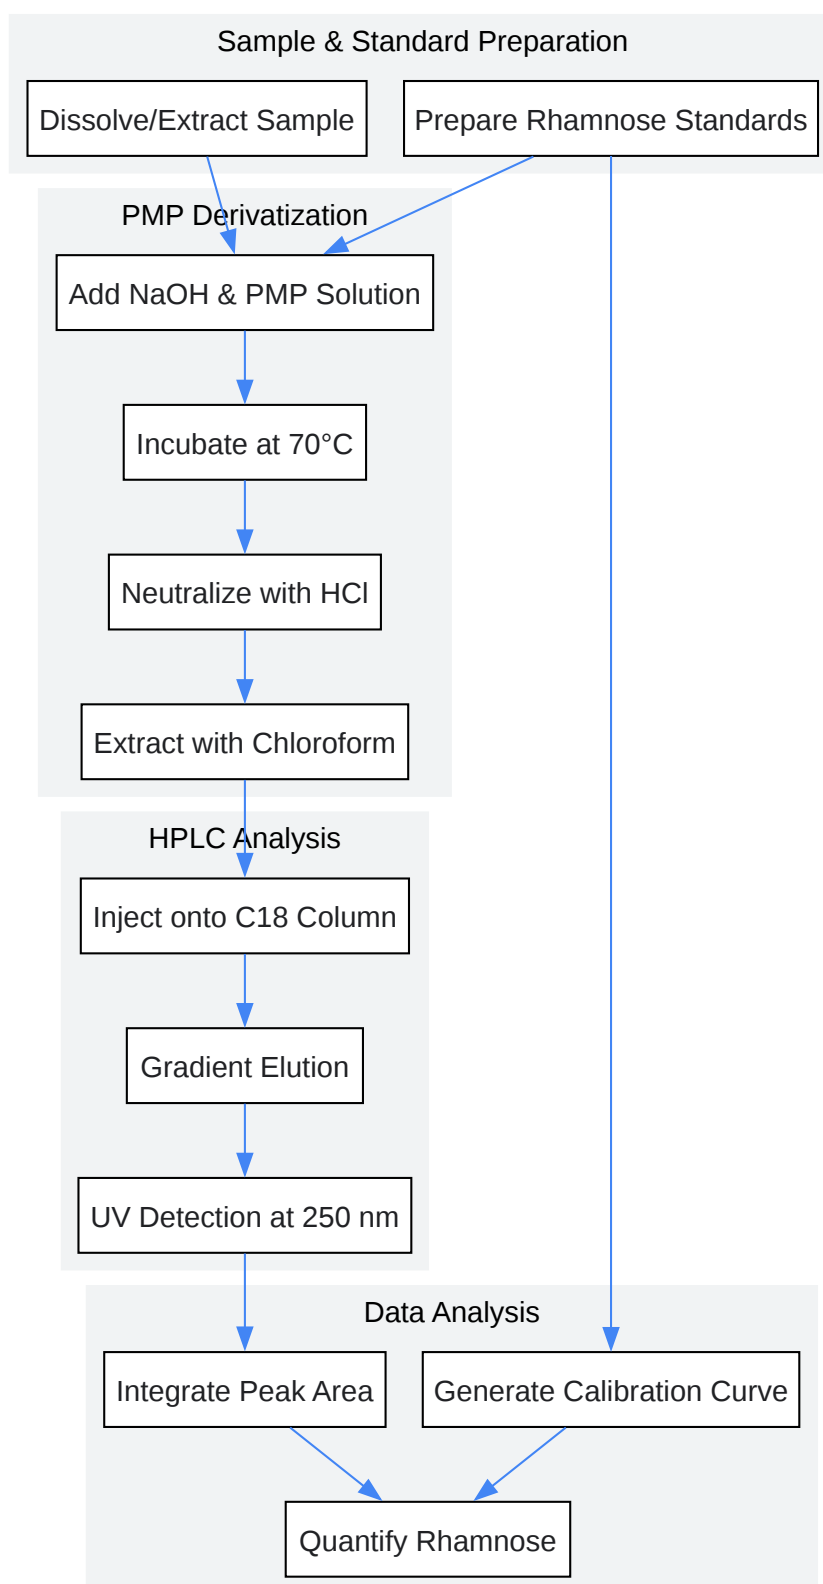 Sample & Standard Preparation
Dissolve/Extract Sample
Prepare Rhamnose Standards
PMP Derivatization
Add NaOH & PMP Solution
Incubate at 70°C
Neutralize with HCl
Extract with Chloroform
HPLC Analysis
Inject onto C18 Column
Gradient Elution
UV Detection at 250 nm
Data Analysis
Integrate Peak Area
Generate Calibration Curve
Quantify Rhamnose